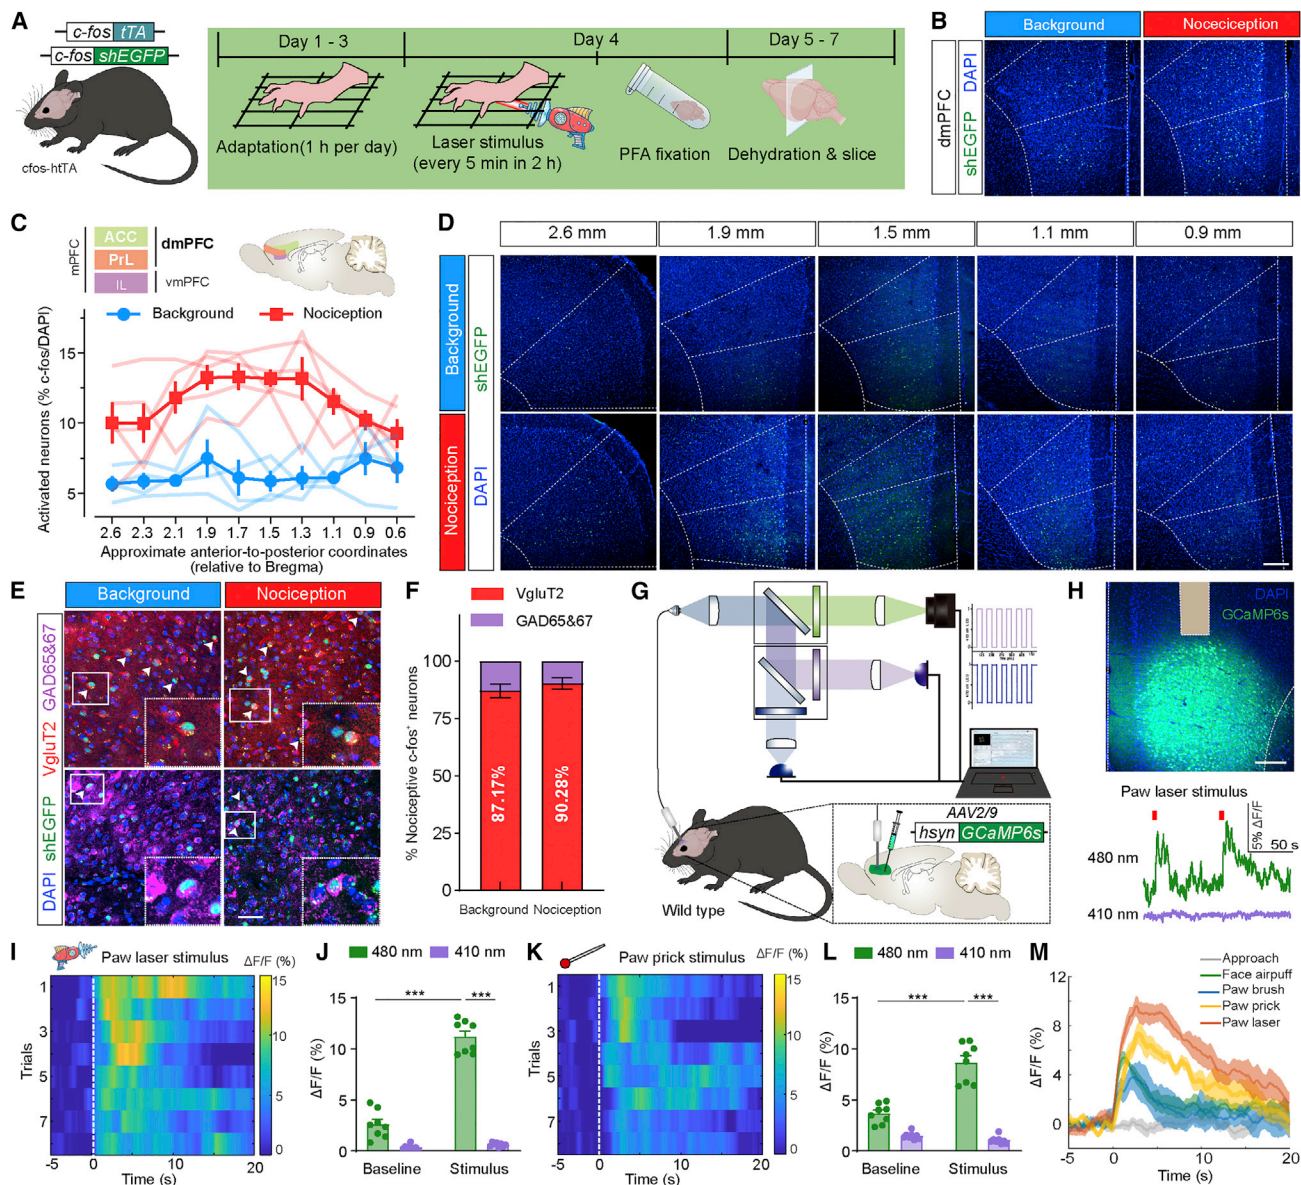 A
c-fos tTA
c-fos shEGFP
cfos-htTA
Day 1 - 3
Day 4
Day 5 - 7
Adaptation(1 h per day)
Laser stimulus
(every 5 min in 2 h)
PFA fixation
Dehydration & slice
B
Background
Noceiception
dmPFC
shEGFP DAPI
C
mPFC
ACC
PrL
IL
dmPFC
vmPFC
Background
Nociception
Activated neurons (% c-fos/DAPI)
15
10
5
2.6 2.3 2.1 1.9 1.7 1.5 1.3 1.1 0.9 0.6
Approximate anterior-to-posterior coordinates
(relative to Bregma)
D
2.6 mm
1.9 mm
1.5 mm
1.1 mm
0.9 mm
Background
Nociception
shEGFP
DAPI
E
Background
Nociception
DAPI shEGFP VgluT2 GAD65&67
F
VgluT2
GAD65&67
% Nociceptive c-fos+ neurons
100
75
50
25
0
87.17%
90.28%
Background Nociception
G
Wild type
AAV2/9
hsyn GCaMP6s
H
DAPI
GCaMP6s
Paw laser stimulus
5% ΔF/F
50 s
480 nm
410 nm
I
Paw laser stimulus
ΔF/F (%)
15
10
5
0
Trials
1
3
5
7
-5 0 5 10 15 20
Time (s)
J
480 nm
410 nm
***
***
ΔF/F (%)
15
10
5
0
Baseline
Stimulus
K
Paw prick stimulus
ΔF/F (%)
15
10
5
0
Trials
1
3
5
7
-5 0 5 10 15 20
Time (s)
L
480 nm
410 nm
***
***
ΔF/F (%)
15
10
5
0
Baseline
Stimulus
M
Approach
Face airpuff
Paw brush
Paw prick
Paw laser
ΔF/F (%)
12
8
4
0
-5 0 5 10 15 20
Time (s)